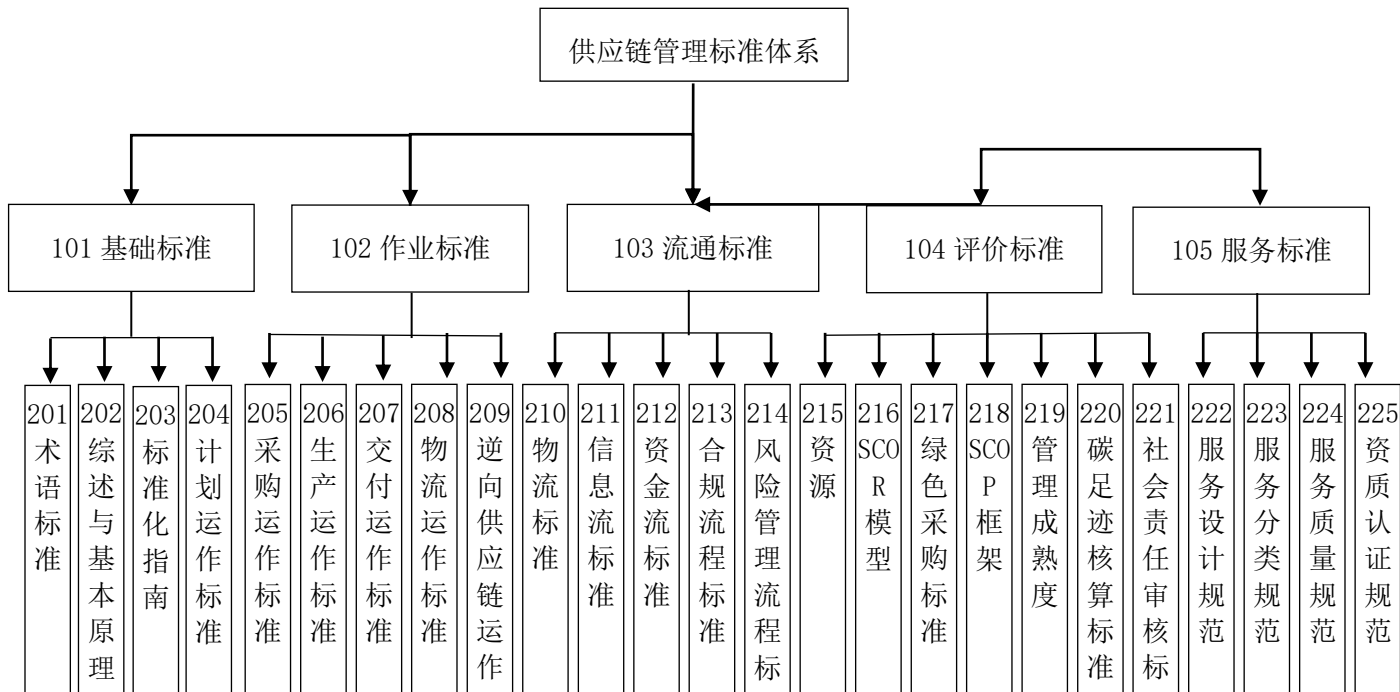 供应链管理标准体系
101 基础标准
102 作业标准
103 流通标准
104 评价标准
105 服务标准
201 术语标准
202 综述与基本原理
203 标准化指南
204 计划运作标准
205 采购运作标准
206 生产运作标准
207 交付运作标准
208 物流运作标准
209 逆向供应链运作
210 物流标准
211 信息流标准
212 资金流标准
213 合规流程标准
214 风险管理流程标
215 资源
216 SCOR 模型
217 绿色采购标准
218 SCOP 框架
219 管理成熟度
220 碳足迹核算标准
221 社会责任审核标
222 服务设计规范
223 服务分类规范
224 服务质量规范
225 资质认证规范